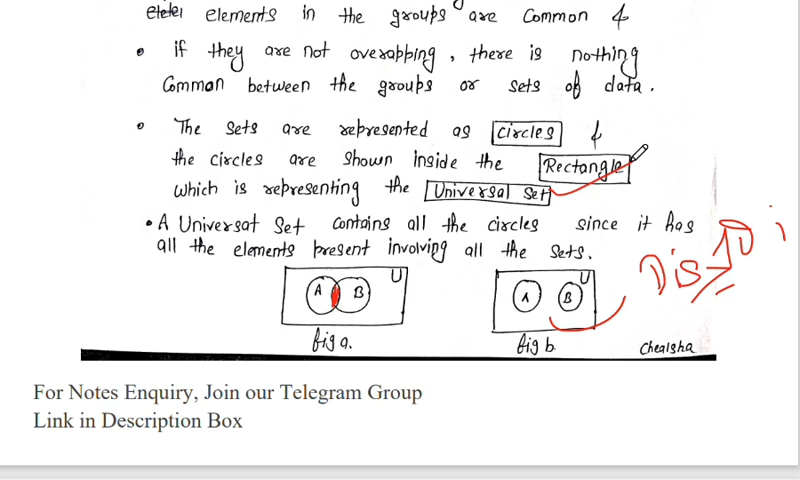 elements in the groups are common &
• if they are not overapping, there is nothing
Common between the groups or sets of data.
• The sets are represented as circles &
the circles are shown inside the Rectangle
which is representing the Universal Set
• A Universal Set contains all the circles since it has
all the elements present involving all the sets.
A B U
A B U
fig a.
fig b.
Chealsha
For Notes Enquiry, Join our Telegram Group
Link in Description Box